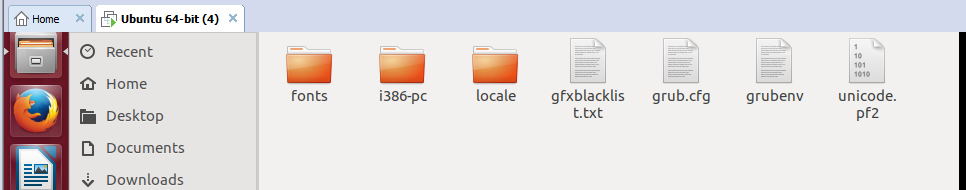 Home
Ubuntu 64-bit (4)
Recent
Home
Desktop
Documents
Downloads
fonts
i386-pc
locale
gfxblacklis
t.txt
grub.cfg
grubenv
1
10
101
1010
unicode.
pf2